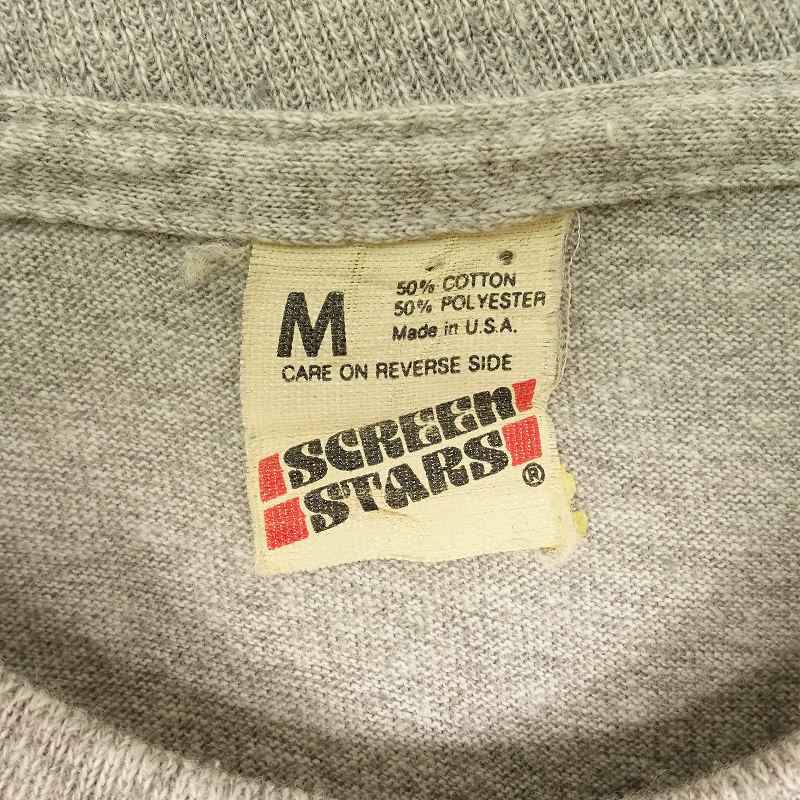 M
50% COTTON
50% POLYESTER
Made in U.S.A.
CARE ON REVERSE SIDE
SCREEN
STARS®